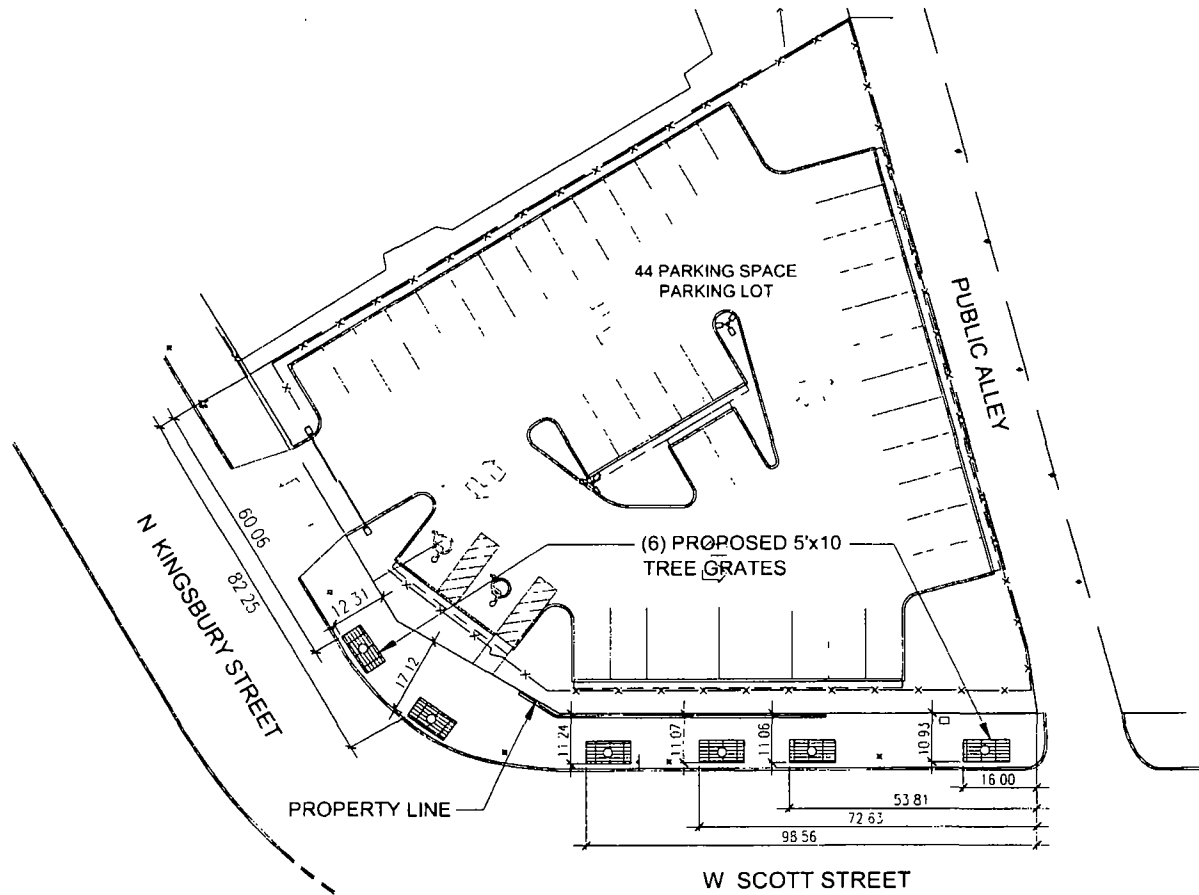 44 PARKING SPACE
PARKING LOT
PUBLIC ALLEY
(6) PROPOSED 5'x10
TREE GRATES
N KINGSBURY STREET
60 06
82 25
12 31
17 12
11 24
11 07
11 06
10 93
16 00
53 81
72 63
98 56
PROPERTY LINE
W SCOTT STREET